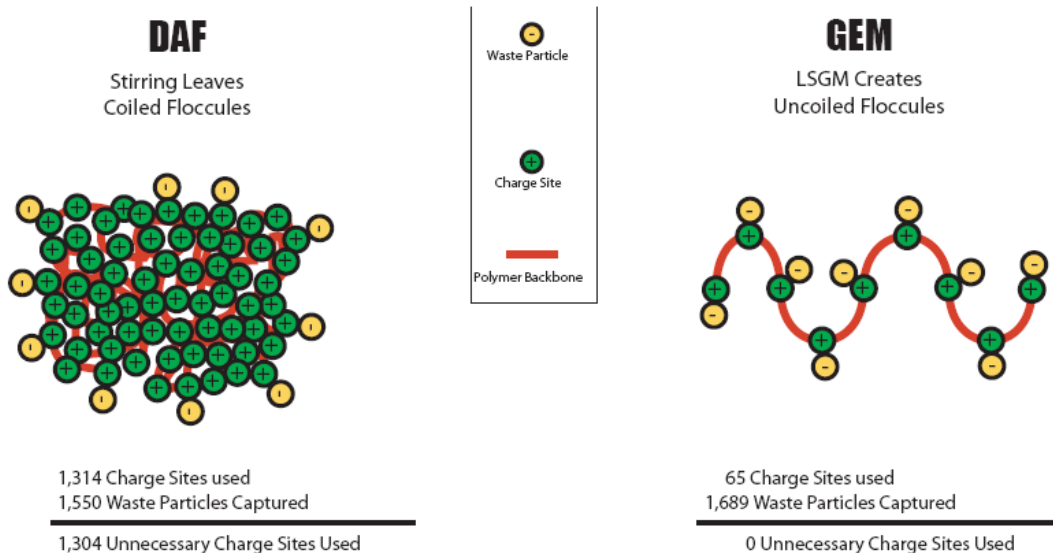 DAF
Stirring Leaves
Coiled Floccules
1,314 Charge Sites used
1,550 Waste Particles Captured
1,304 Unnecessary Charge Sites Used
Waste Particle
Charge Site
Polymer Backbone
GEM
LSGM Creates
Uncoiled Floccules
65 Charge Sites used
1,689 Waste Particles Captured
0 Unnecessary Charge Sites Used